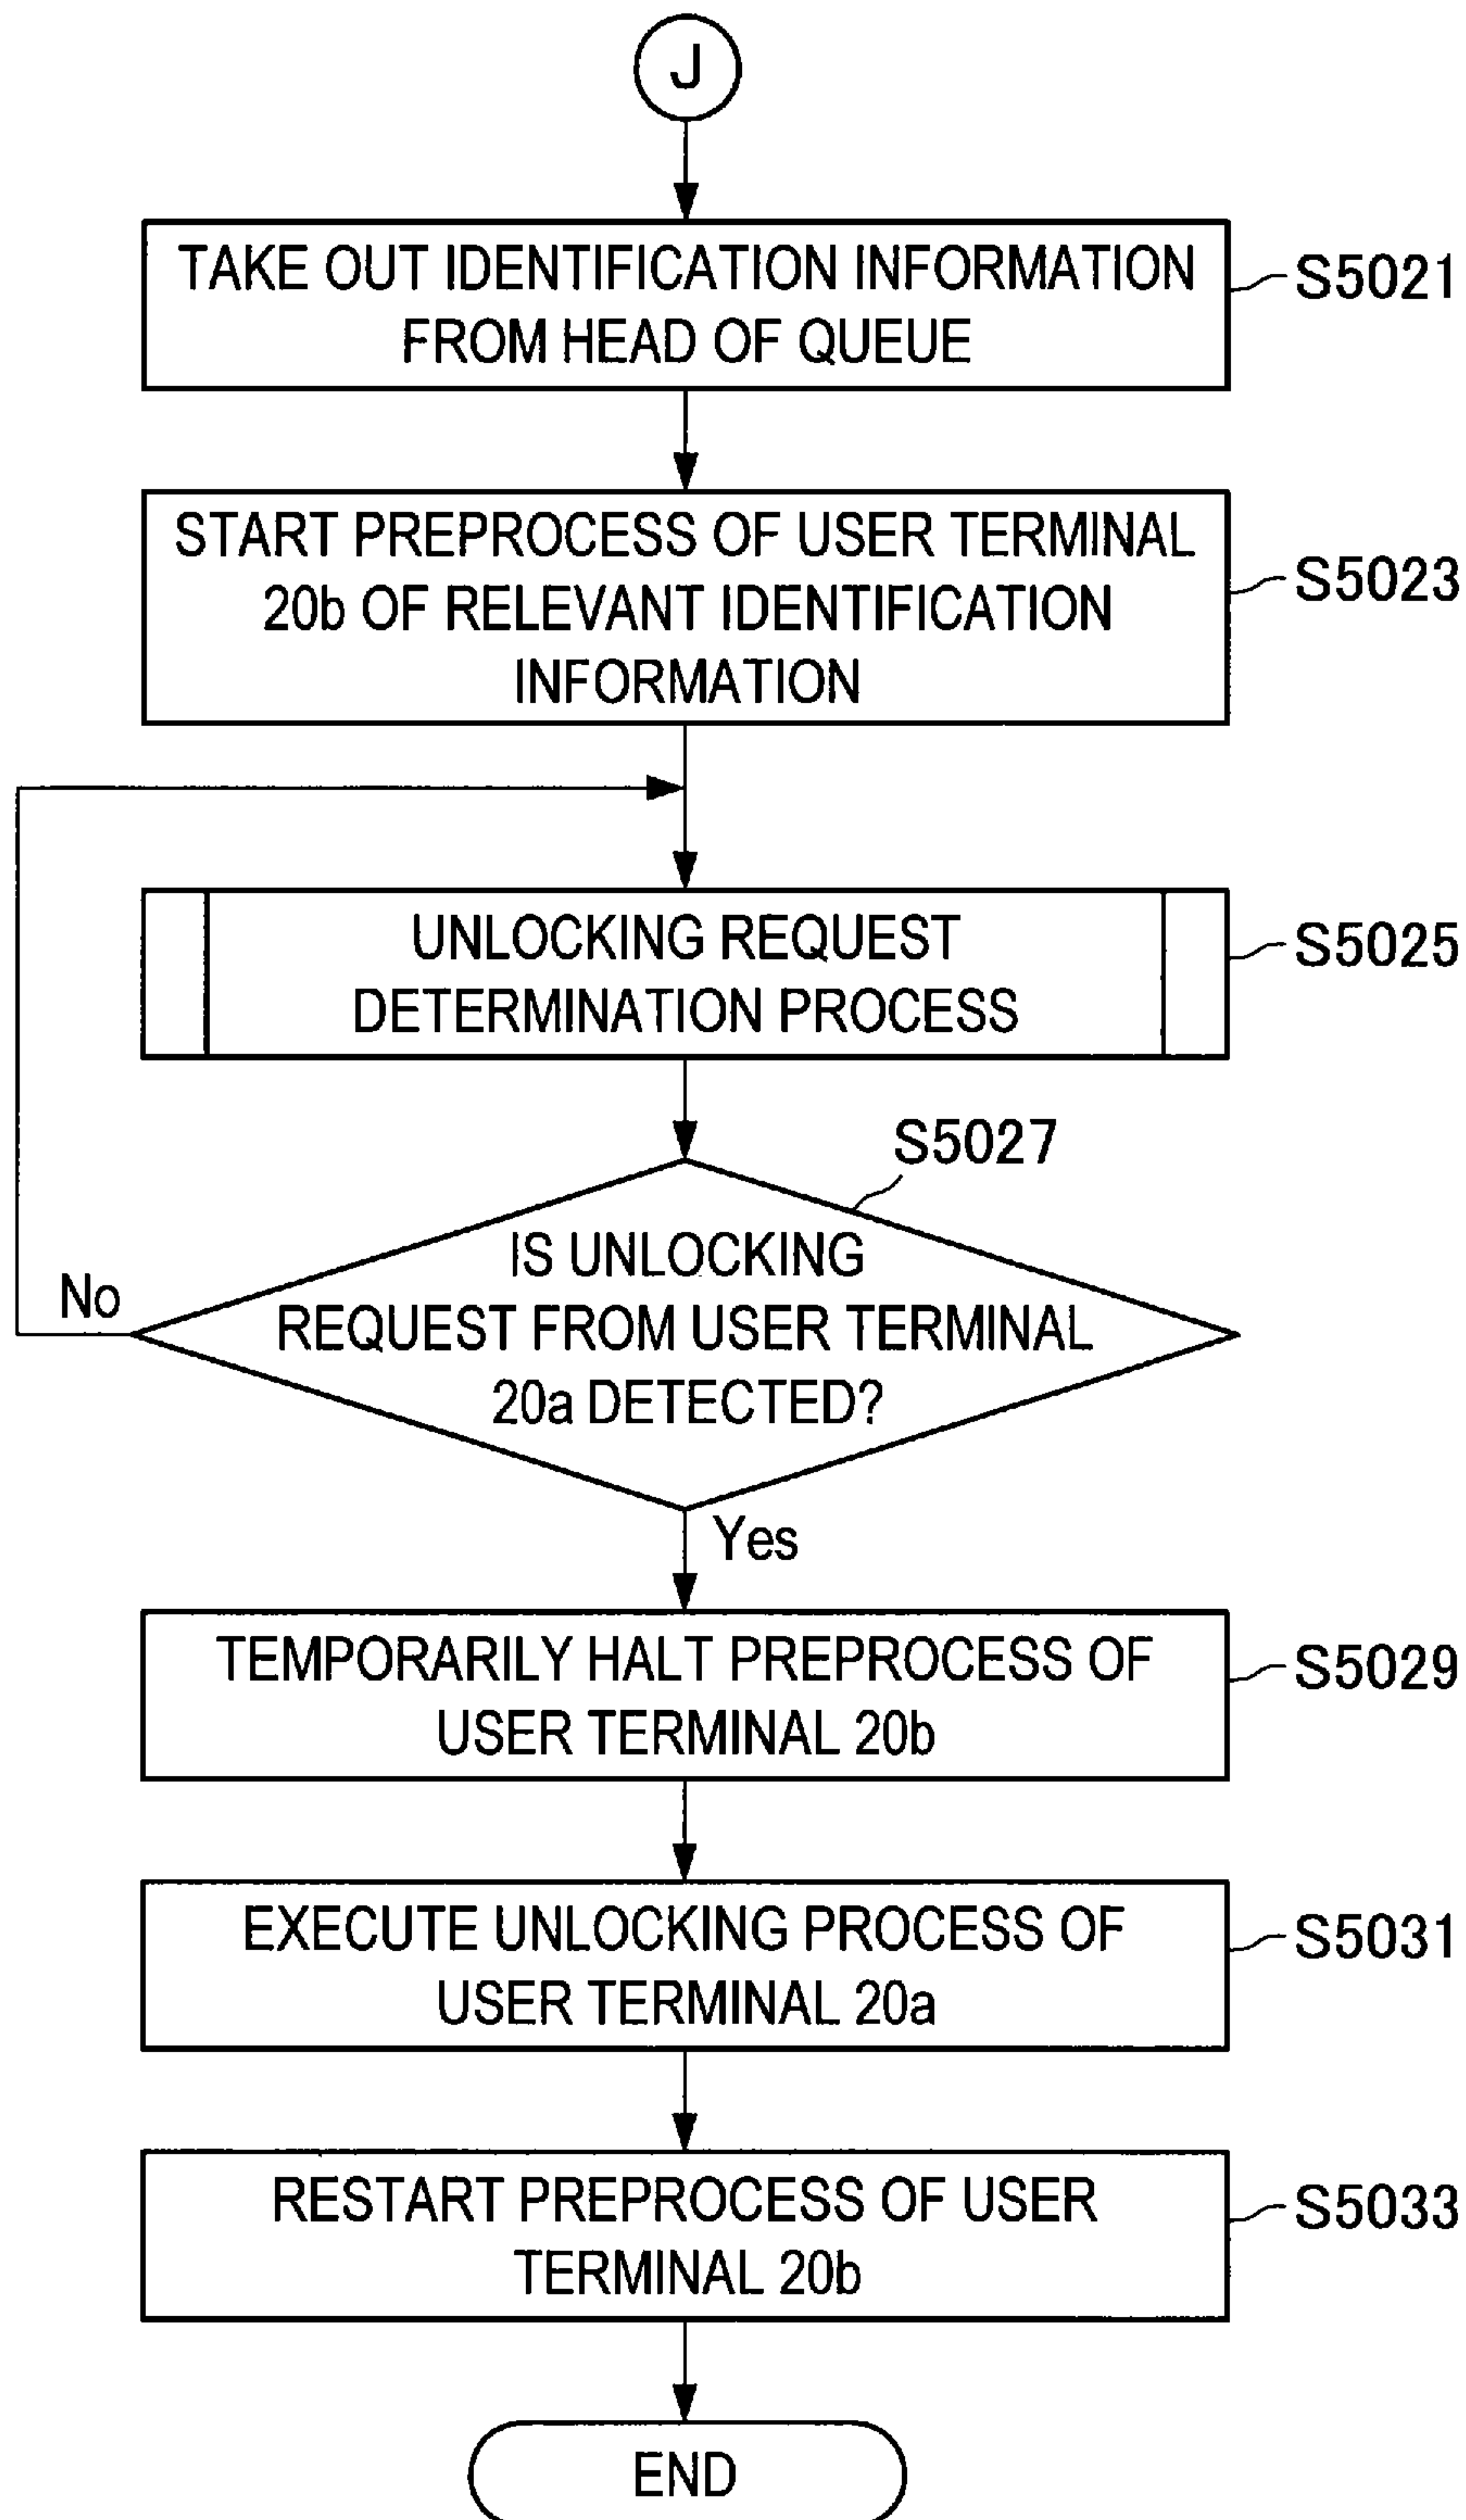 J
TAKE OUT IDENTIFICATION INFORMATION
FROM HEAD OF QUEUE
S5021
START PREPROCESS OF USER TERMINAL
20b OF RELEVANT IDENTIFICATION
INFORMATION
S5023
UNLOCKING REQUEST
DETERMINATION PROCESS
S5025
S5027
IS UNLOCKING
REQUEST FROM USER TERMINAL
20a DETECTED?
No
Yes
TEMPORARILY HALT PREPROCESS OF
USER TERMINAL 20b
S5029
EXECUTE UNLOCKING PROCESS OF
USER TERMINAL 20a
S5031
RESTART PREPROCESS OF USER
TERMINAL 20b
S5033
END